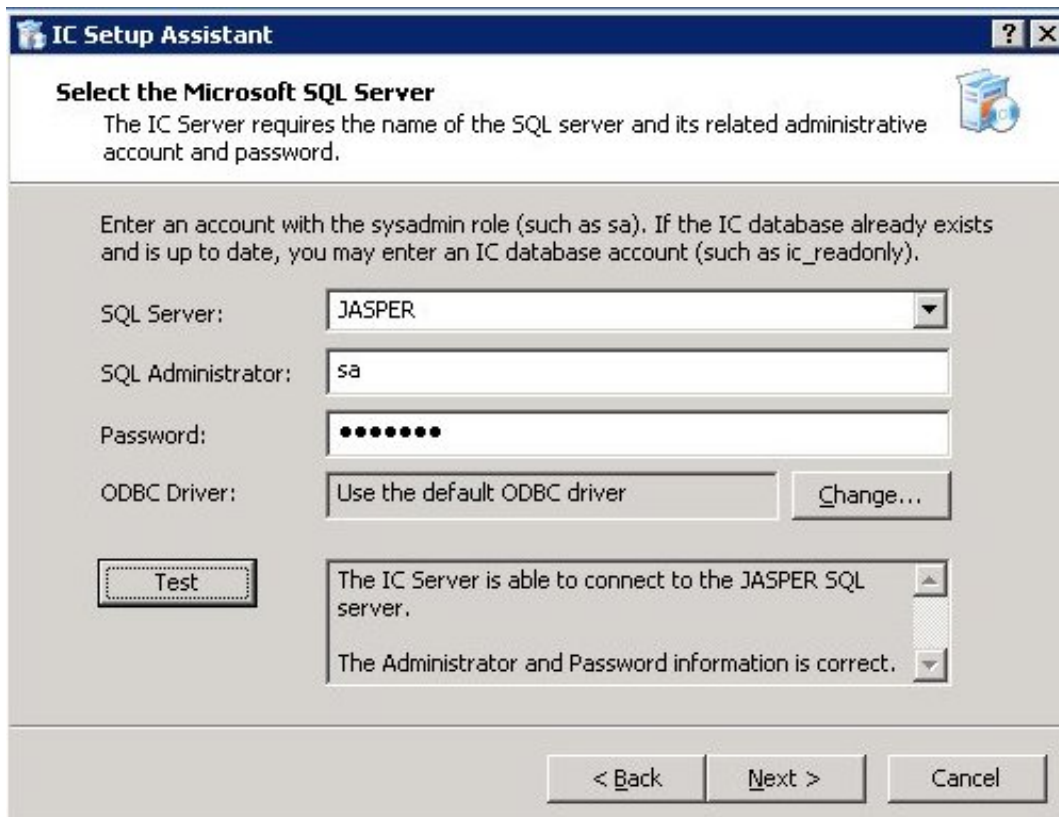 IC Setup Assistant
Select the Microsoft SQL Server
The IC Server requires the name of the SQL server and its related administrative
account and password.
Enter an account with the sysadmin role (such as sa). If the IC database already exists
and is up to date, you may enter an IC database account (such as ic_readonly).
SQL Server:
JASPER
SQL Administrator:
sa
Password:
•••••••
ODBC Driver:
Use the default ODBC driver
Change...
Test
The IC Server is able to connect to the JASPER SQL
server.
The Administrator and Password information is correct.
< Back
Next >
Cancel